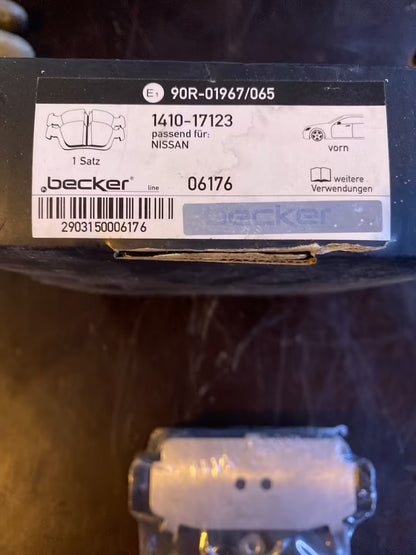 E1 90R-01967/065
1410-17123
passend für:
NISSAN
1 Satz
vorn
becker line
06176
weitere
Verwendungen
2903150006176
becker